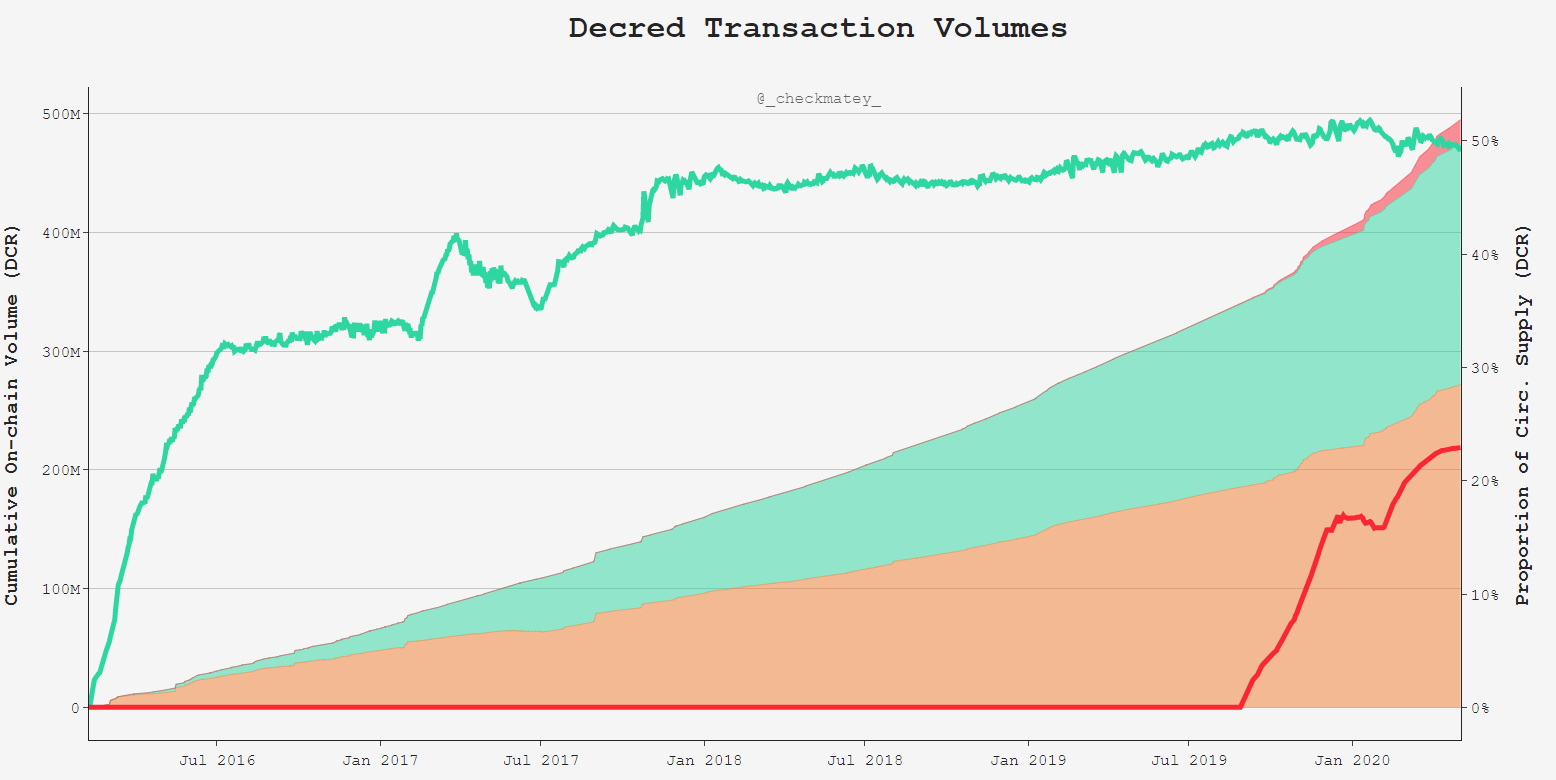 Decred Transaction Volumes
@_checkmatey_
Cumulative On-chain Volume (DCR)
500M
400M
300M
200M
100M
0
50%
40%
30%
20%
10%
0%
Proportion of Circ. Supply (DCR)
Jul 2016
Jan 2017
Jul 2017
Jan 2018
Jul 2018
Jan 2019
Jul 2019
Jan 2020